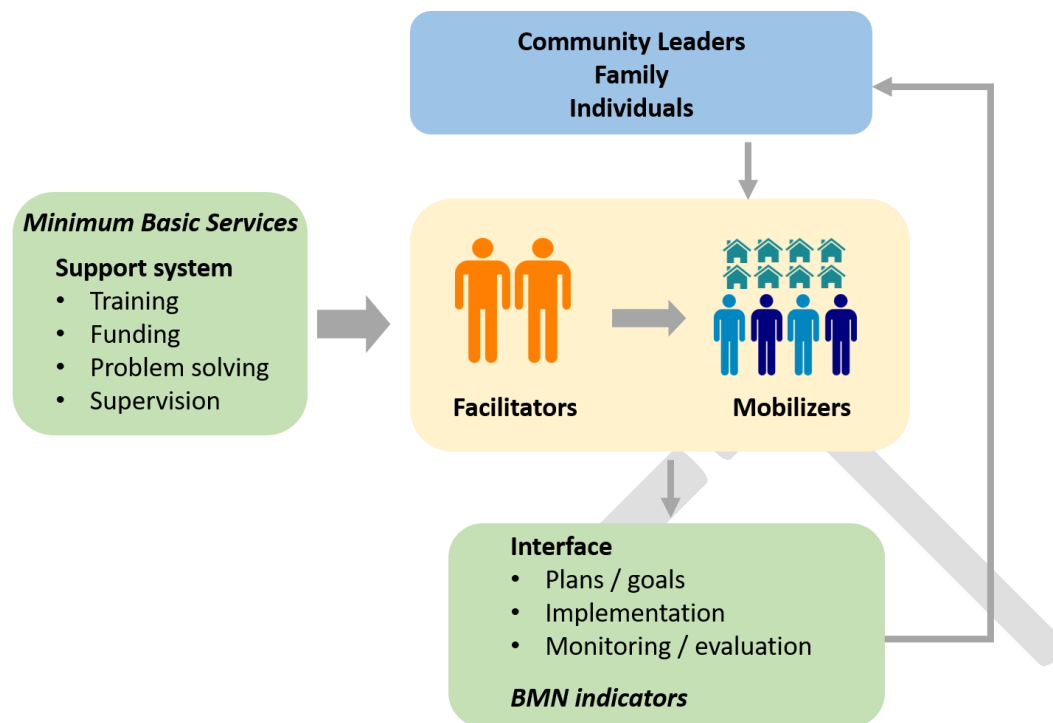 Community Leaders
Family
Individuals
Minimum Basic Services
Support system
• Training
• Funding
• Problem solving
• Supervision
Facilitators
Mobilizers
Interface
• Plans / goals
• Implementation
• Monitoring / evaluation
BMN indicators